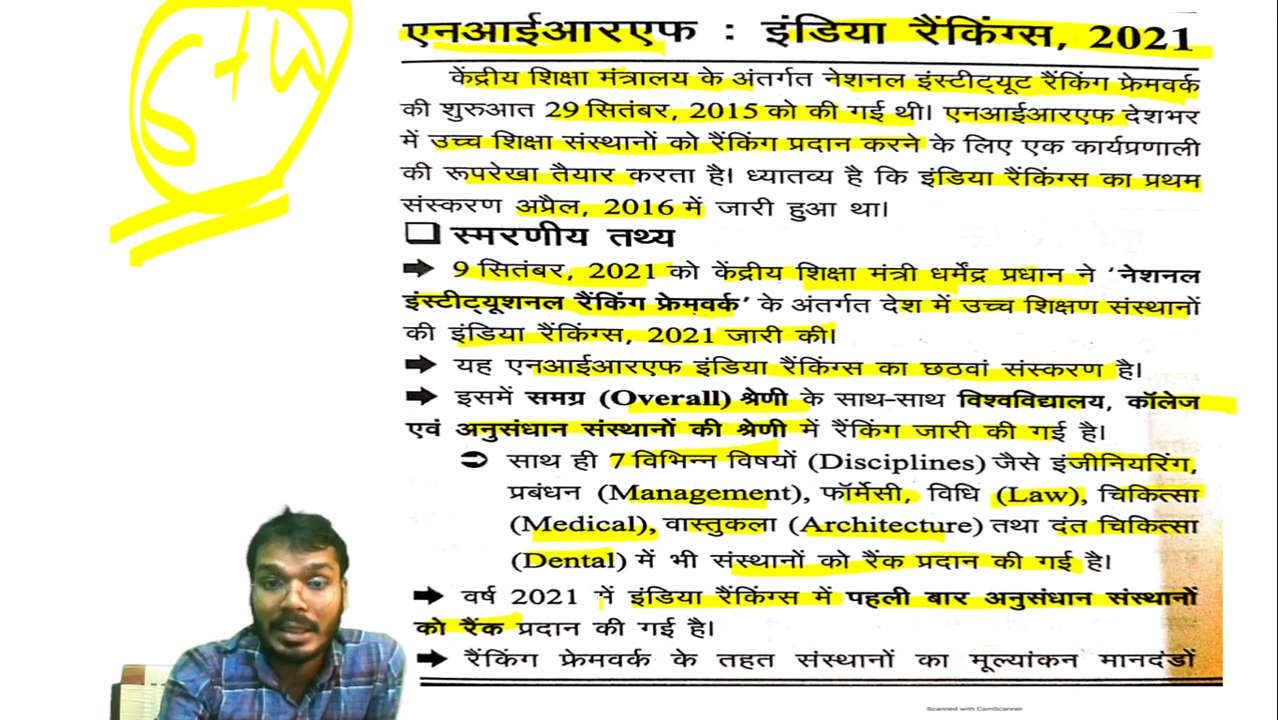 S+W
एनआईआरएफ : इंडिया रैंकिंग्स, 2021
केंद्रीय शिक्षा मंत्रालय के अंतर्गत नेशनल इंस्टीट्‌यूट रैंकिंग फ्रेमवर्क
की शुरुआत 29 सितंबर, 2015 को की गई थी। एनआईआरएफ देशभर
में उच्च शिक्षा संस्थानों को रैंकिंग प्रदान करने के लिए एक कार्यप्रणाली
की रूपरेखा तैयार करता है। ध्यातव्य है कि इंडिया रैंकिंग्स का प्रथम
संस्करण अप्रैल, 2016 में जारी हुआ था।
❑ स्मरणीय तथ्य
➡ 9 सितंबर, 2021 को केंद्रीय शिक्षा मंत्री धर्मेंद्र प्रधान ने 'नेशनल
इंस्टीट्‌यूशनल रैंकिंग फ्रेमवर्क' के अंतर्गत देश में उच्च शिक्षण संस्थानों
की इंडिया रैंकिंग्स, 2021 जारी की।
➡ यह एनआईआरएफ इंडिया रैंकिंग्स का छठवां संस्करण है।
➡ इसमें समग्र (Overall) श्रेणी के साथ-साथ विश्वविद्यालय, कॉलेज
एवं अनुसंधान संस्थानों की श्रेणी में रैंकिंग जारी की गई है।
➲ साथ ही 7 विभिन्न विषयों (Disciplines) जैसे इंजीनियरिंग,
प्रबंधन (Management), फॉर्मेसी, विधि (Law), चिकित्सा
(Medical), वास्तुकला (Architecture) तथा दंत चिकित्सा
(Dental) में भी संस्थानों को रैंक प्रदान की गई है।
➡ वर्ष 2021 में इंडिया रैंकिंग्स में पहली बार अनुसंधान संस्थानों
को रैंक प्रदान की गई है।
➡ रैंकिंग फ्रेमवर्क के तहत संस्थानों का मूल्यांकन मानदंडों
Scanned with CamScanner